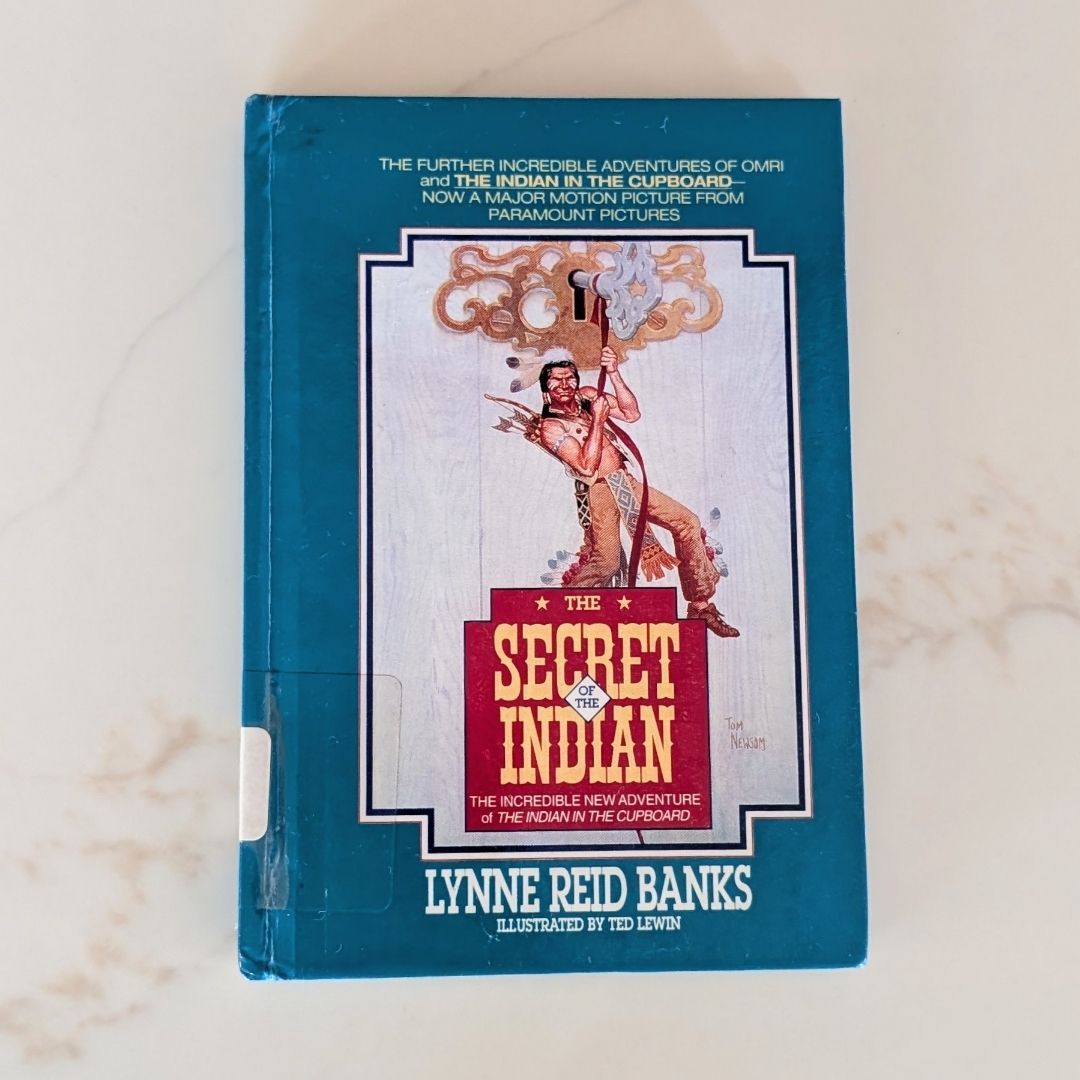 THE FURTHER INCREDIBLE ADVENTURES OF OMRI
and THE INDIAN IN THE CUPBOARD—
NOW A MAJOR MOTION PICTURE FROM
PARAMOUNT PICTURES
★ THE ★
SECRET
OF
THE
INDIAN
TOM
NEWSOM
THE INCREDIBLE NEW ADVENTURE
of THE INDIAN IN THE CUPBOARD
LYNNE REID BANKS
ILLUSTRATED BY TED LEWIN